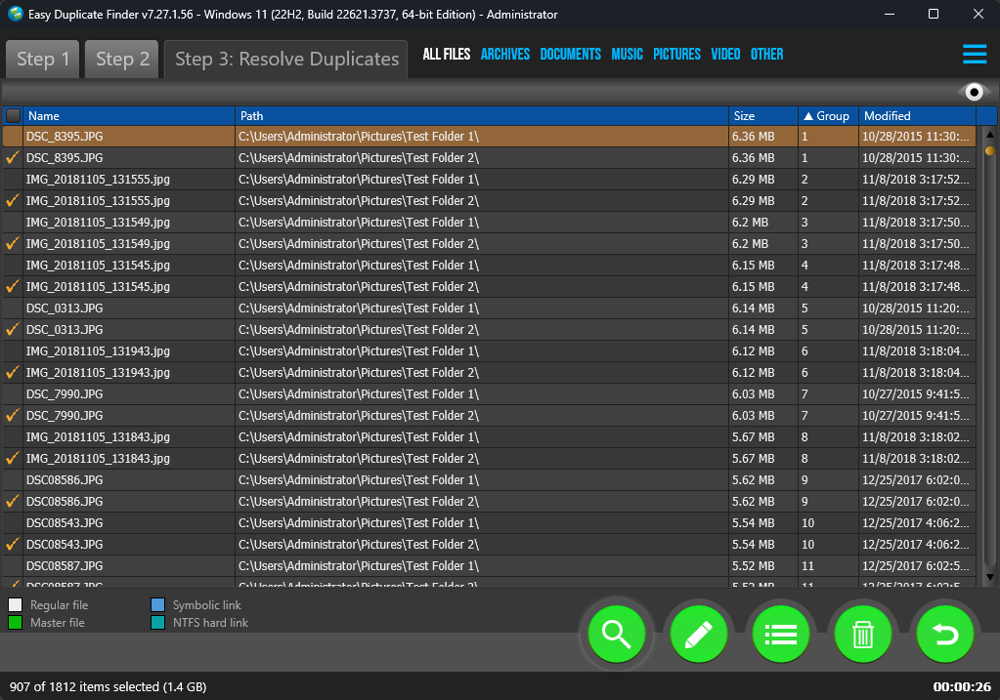 Easy Duplicate Finder v7.27.1.56 - Windows 11 (22H2, Build 22621.3737, 64-bit Edition) - Administrator
Step 1 Step 2 Step 3: Resolve Duplicates ALL FILES ARCHIVES DOCUMENTS MUSIC PICTURES VIDEO OTHER
Name Path Size ▲ Group Modified
DSC_8395.JPG C:\Users\Administrator\Pictures\Test Folder 1\ 6.36 MB 1 10/28/2015 11:30:...
DSC_8395.JPG C:\Users\Administrator\Pictures\Test Folder 2\ 6.36 MB 1 10/28/2015 11:30:...
IMG_20181105_131555.jpg C:\Users\Administrator\Pictures\Test Folder 1\ 6.29 MB 2 11/8/2018 3:17:52...
IMG_20181105_131555.jpg C:\Users\Administrator\Pictures\Test Folder 2\ 6.29 MB 2 11/8/2018 3:17:52...
IMG_20181105_131549.jpg C:\Users\Administrator\Pictures\Test Folder 1\ 6.2 MB 3 11/8/2018 3:17:50...
IMG_20181105_131549.jpg C:\Users\Administrator\Pictures\Test Folder 2\ 6.2 MB 3 11/8/2018 3:17:50...
IMG_20181105_131545.jpg C:\Users\Administrator\Pictures\Test Folder 1\ 6.15 MB 4 11/8/2018 3:17:48...
IMG_20181105_131545.jpg C:\Users\Administrator\Pictures\Test Folder 2\ 6.15 MB 4 11/8/2018 3:17:48...
DSC_0313.JPG C:\Users\Administrator\Pictures\Test Folder 1\ 6.14 MB 5 10/28/2015 11:20:...
DSC_0313.JPG C:\Users\Administrator\Pictures\Test Folder 2\ 6.14 MB 5 10/28/2015 11:20:...
IMG_20181105_131943.jpg C:\Users\Administrator\Pictures\Test Folder 1\ 6.12 MB 6 11/8/2018 3:18:04...
IMG_20181105_131943.jpg C:\Users\Administrator\Pictures\Test Folder 2\ 6.12 MB 6 11/8/2018 3:18:04...
DSC_7990.JPG C:\Users\Administrator\Pictures\Test Folder 1\ 6.03 MB 7 10/27/2015 9:41:5...
DSC_7990.JPG C:\Users\Administrator\Pictures\Test Folder 2\ 6.03 MB 7 10/27/2015 9:41:5...
IMG_20181105_131843.jpg C:\Users\Administrator\Pictures\Test Folder 1\ 5.67 MB 8 11/8/2018 3:18:02...
IMG_20181105_131843.jpg C:\Users\Administrator\Pictures\Test Folder 2\ 5.67 MB 8 11/8/2018 3:18:02...
DSC08586.JPG C:\Users\Administrator\Pictures\Test Folder 1\ 5.62 MB 9 12/25/2017 6:02:0...
DSC08586.JPG C:\Users\Administrator\Pictures\Test Folder 2\ 5.62 MB 9 12/25/2017 6:02:0...
DSC08543.JPG C:\Users\Administrator\Pictures\Test Folder 1\ 5.54 MB 10 12/25/2017 4:06:2...
DSC08543.JPG C:\Users\Administrator\Pictures\Test Folder 2\ 5.54 MB 10 12/25/2017 4:06:2...
DSC08587.JPG C:\Users\Administrator\Pictures\Test Folder 1\ 5.52 MB 11 12/25/2017 6:02:5...
DSC08587.JPG C:\Users\Administrator\Pictures\Test Folder 2\ 5.52 MB 11 12/25/2017 6:02:5...
Regular file Symbolic link
Master file NTFS hard link
907 of 1812 items selected (1.4 GB) 00:00:26